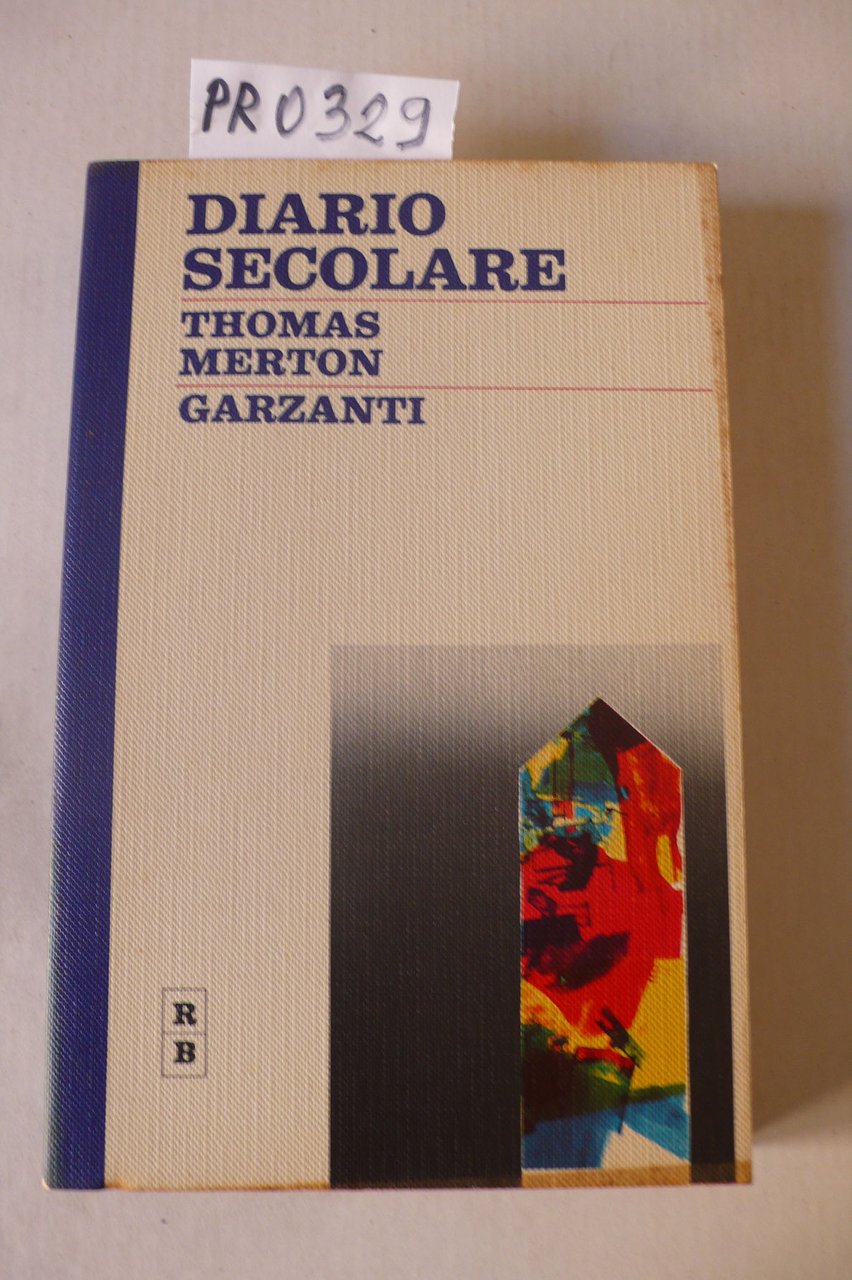 PR0329
DIARIO
SECOLARE
THOMAS
MERTON
GARZANTI
R
B